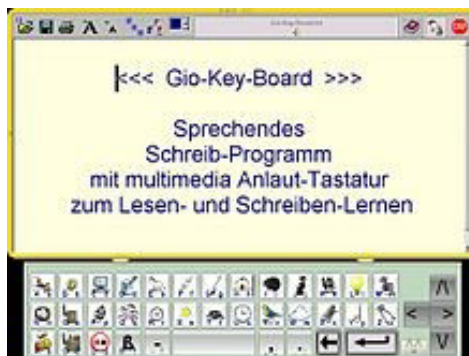 <<< Gio-Key-Board >>>
Sprechendes
Schreib-Programm
mit multimedia Anlaut-Tastatur
zum Lesen- und Schreiben-Lernen